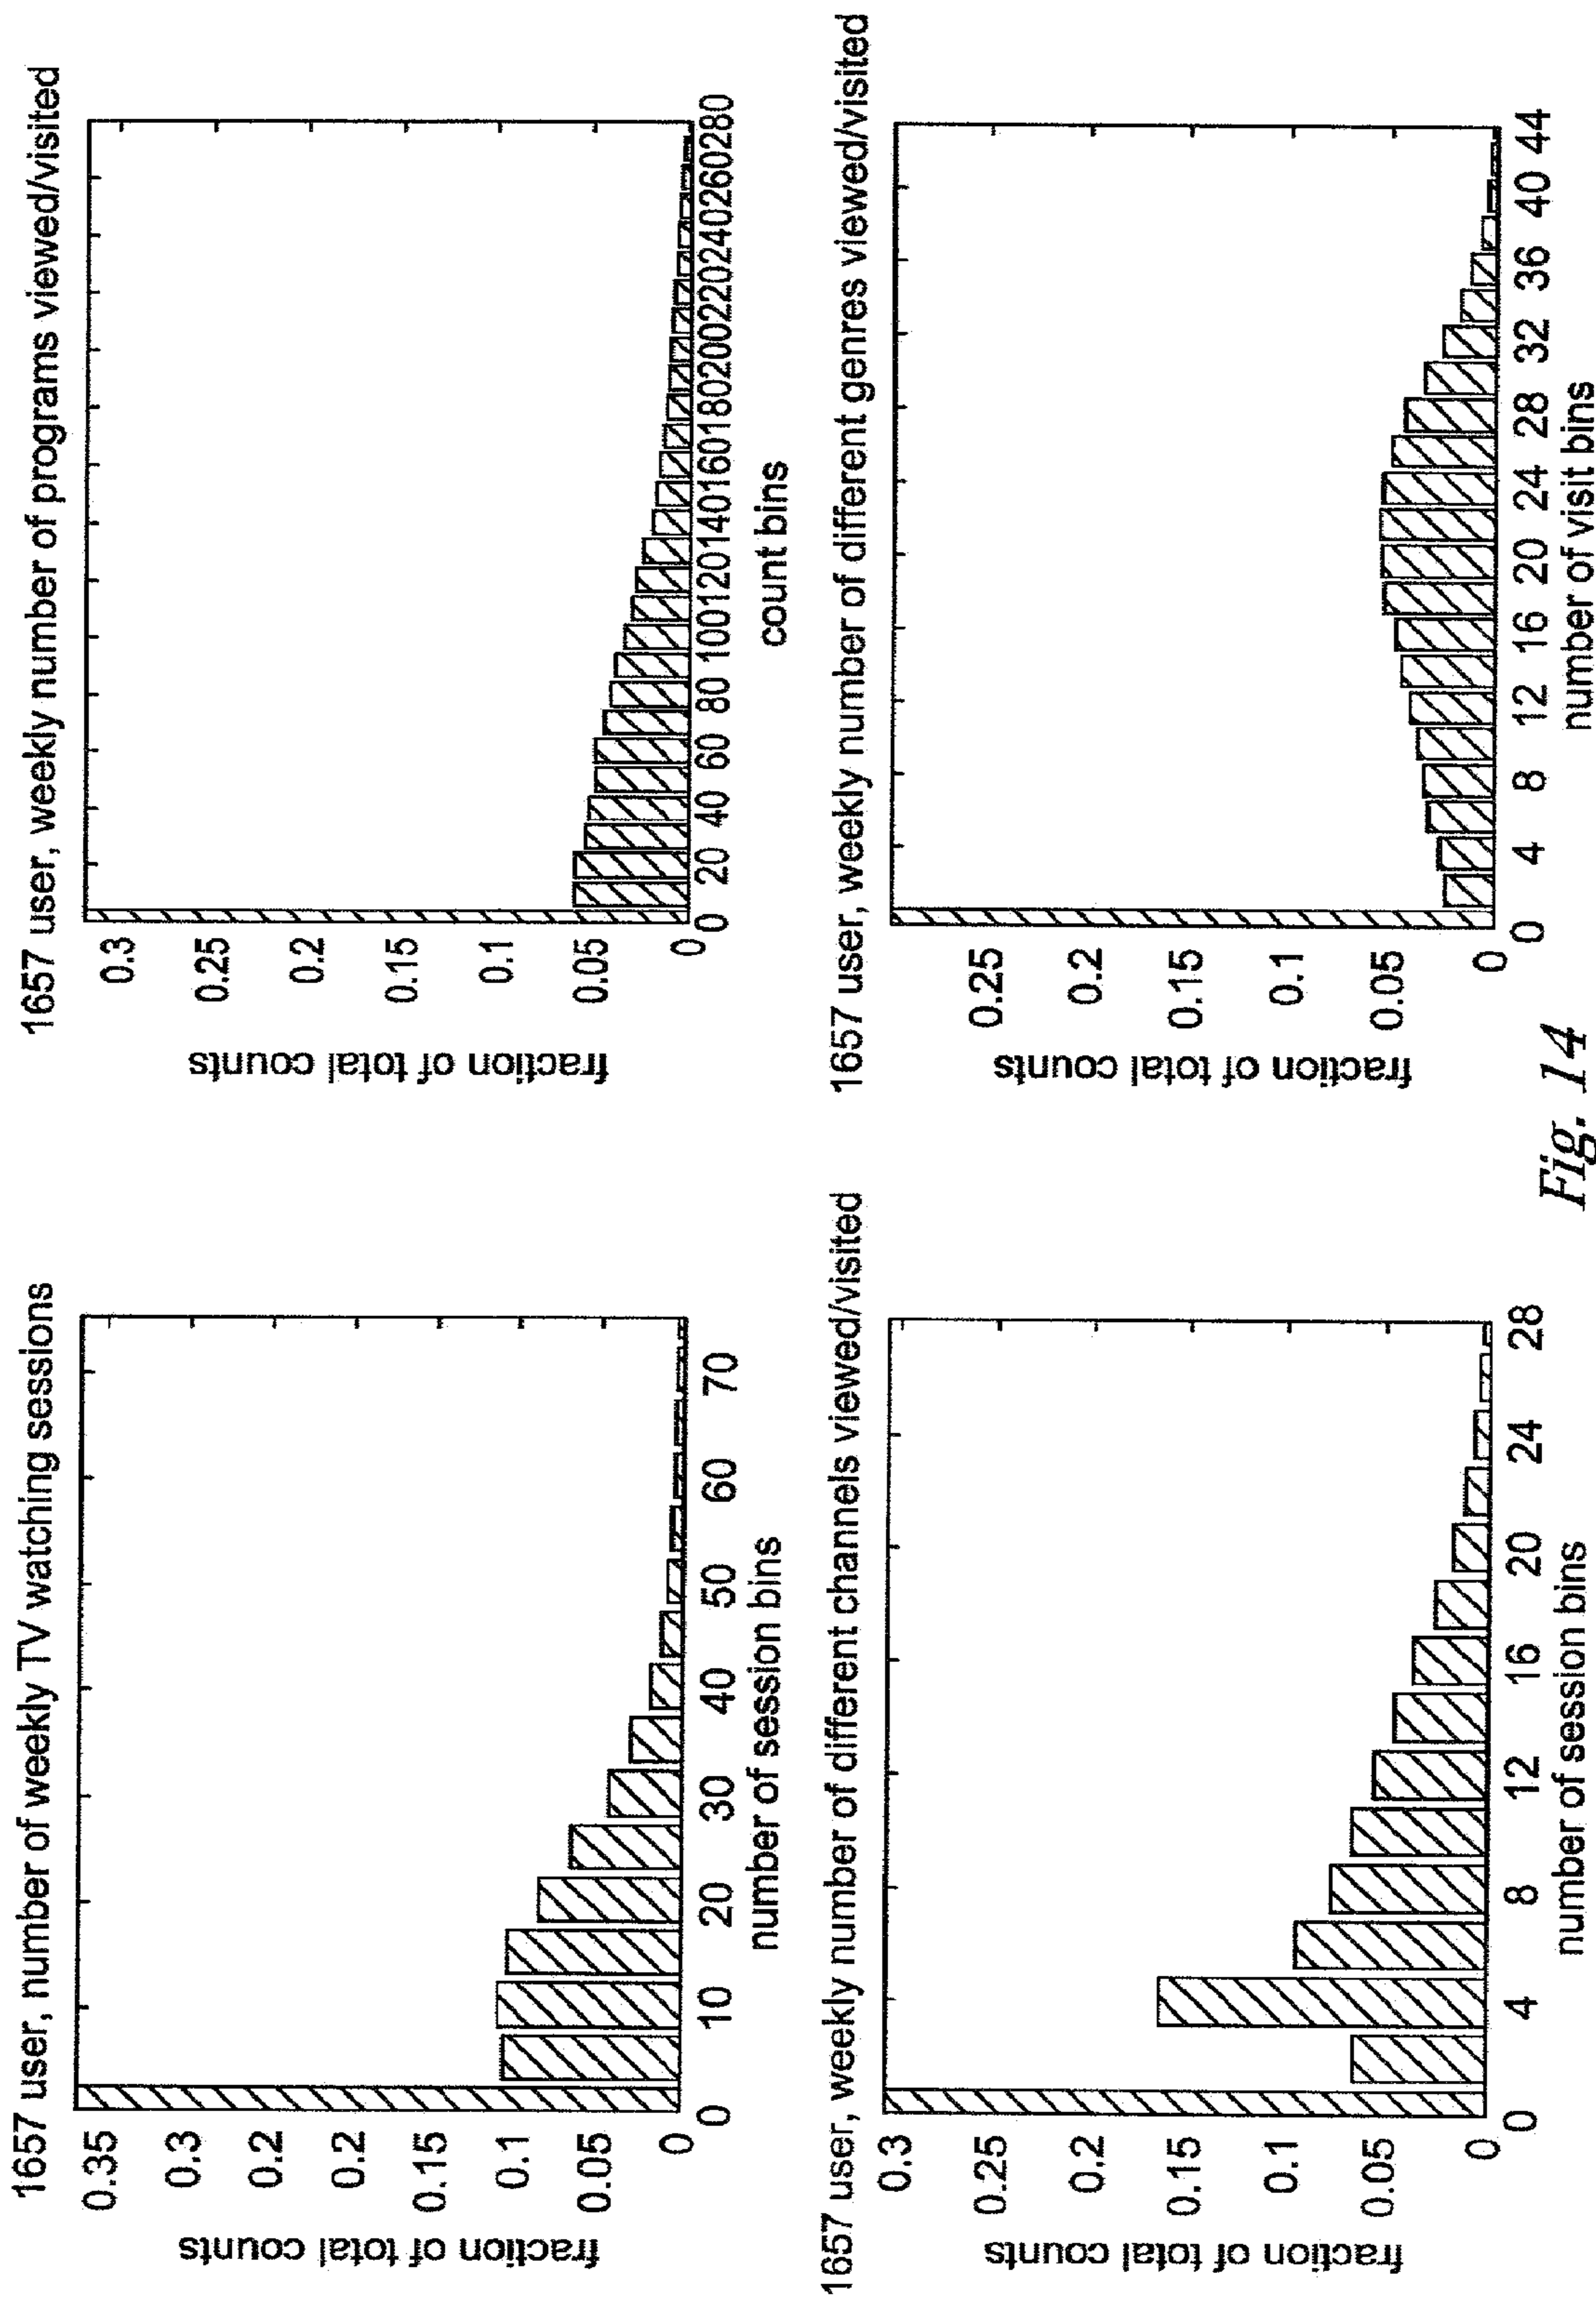 1657 user, number of weekly TV watching sessions
fraction of total counts
0.35
0.3
0.2
0.2
0.15
0.1
0.05
0
0 10 20 30 40 50 60 70
number of session bins
1657 user, weekly number of programs viewed/visited
fraction of total counts
0.3
0.25
0.2
0.15
0.1
0.05
0
0 20 40 60 80 100120140160180200220240260280
count bins
1657 user, weekly number of different channels viewed/visited
fraction of total counts
0.3
0.25
0.2
0.15
0.1
0.05
0
0 4 8 12 16 20 24 28
number of session bins
1657 user, weekly number of different genres viewed/visited
fraction of total counts
0.25
0.2
0.15
0.1
0.05
0
0 4 8 12 16 20 24 28 32 36 40 44
number of visit bins
Fig. 14